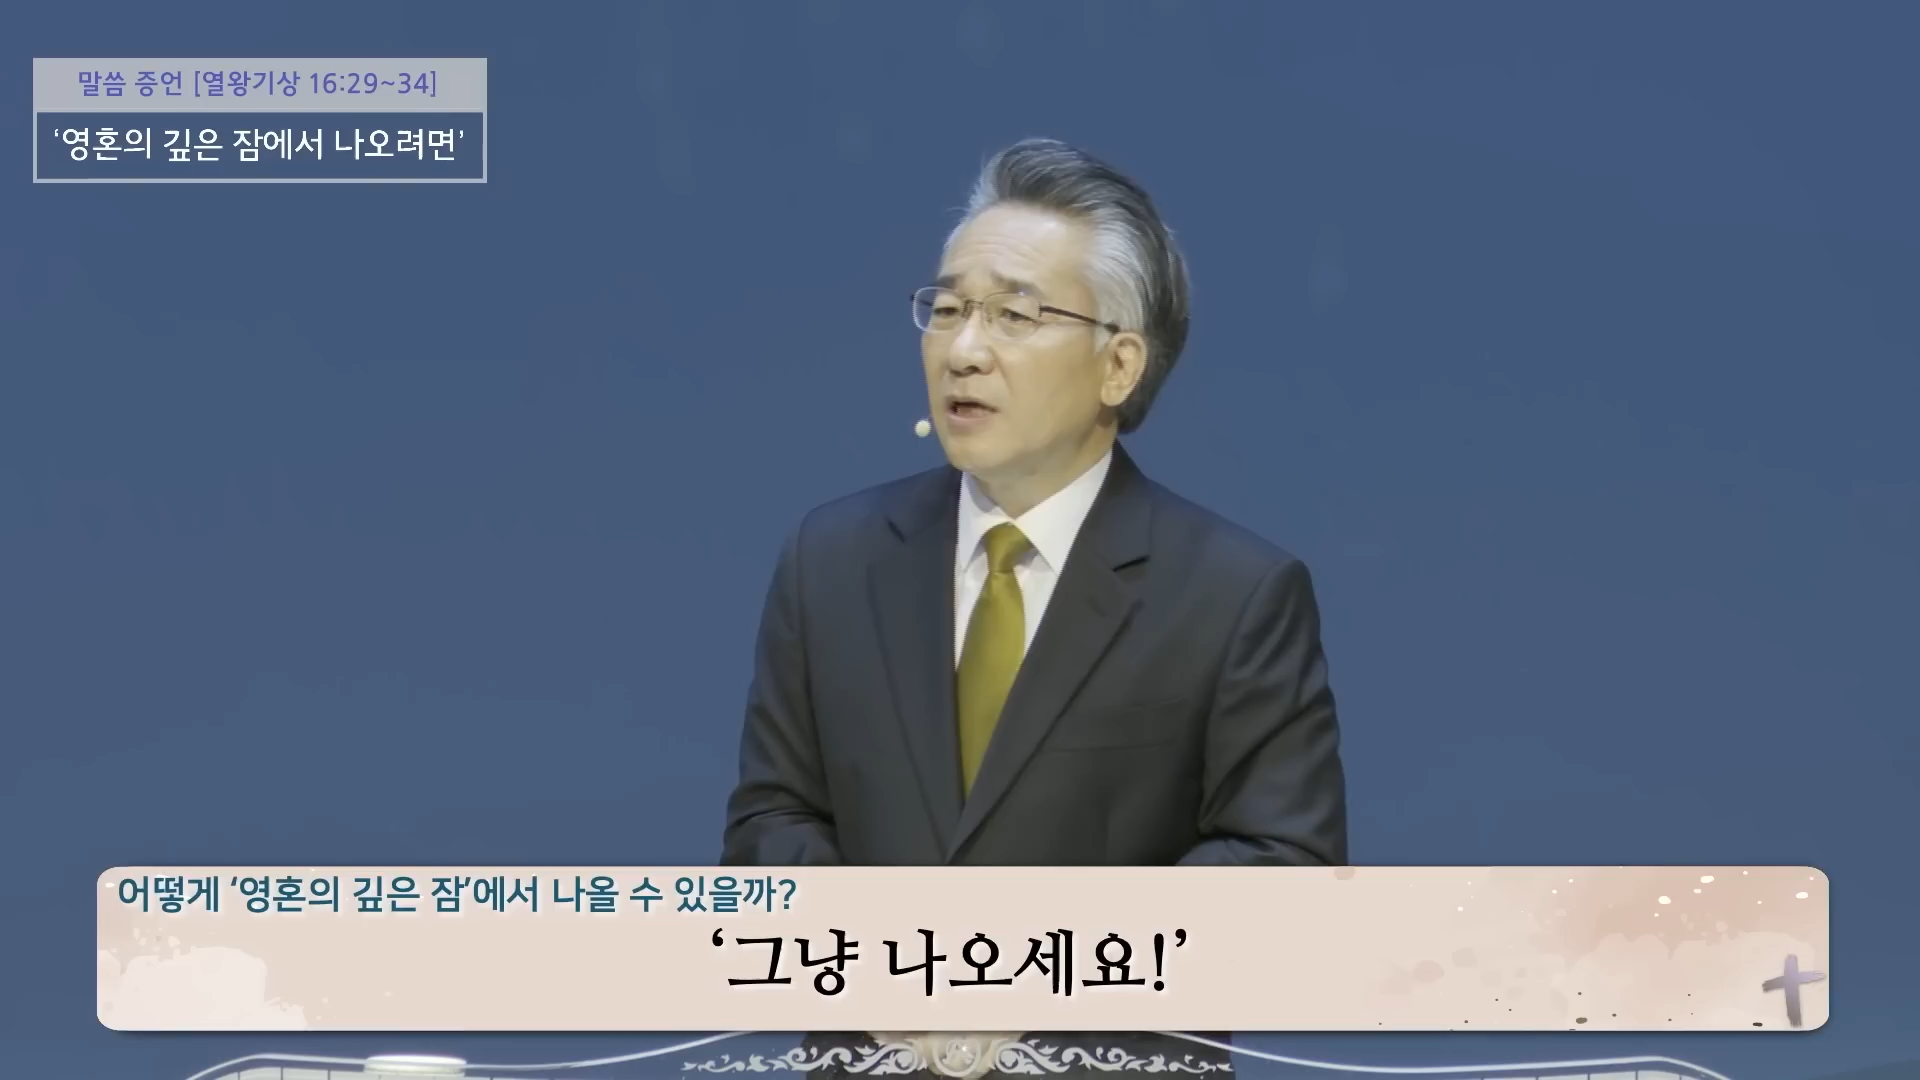 말씀 증언 [열왕기상 16:29~34]
‘영혼의 깊은 잠에서 나오려면’
어떻게 ‘영혼의 깊은 잠’에서 나올 수 있을까?
‘그냥 나오세요!’